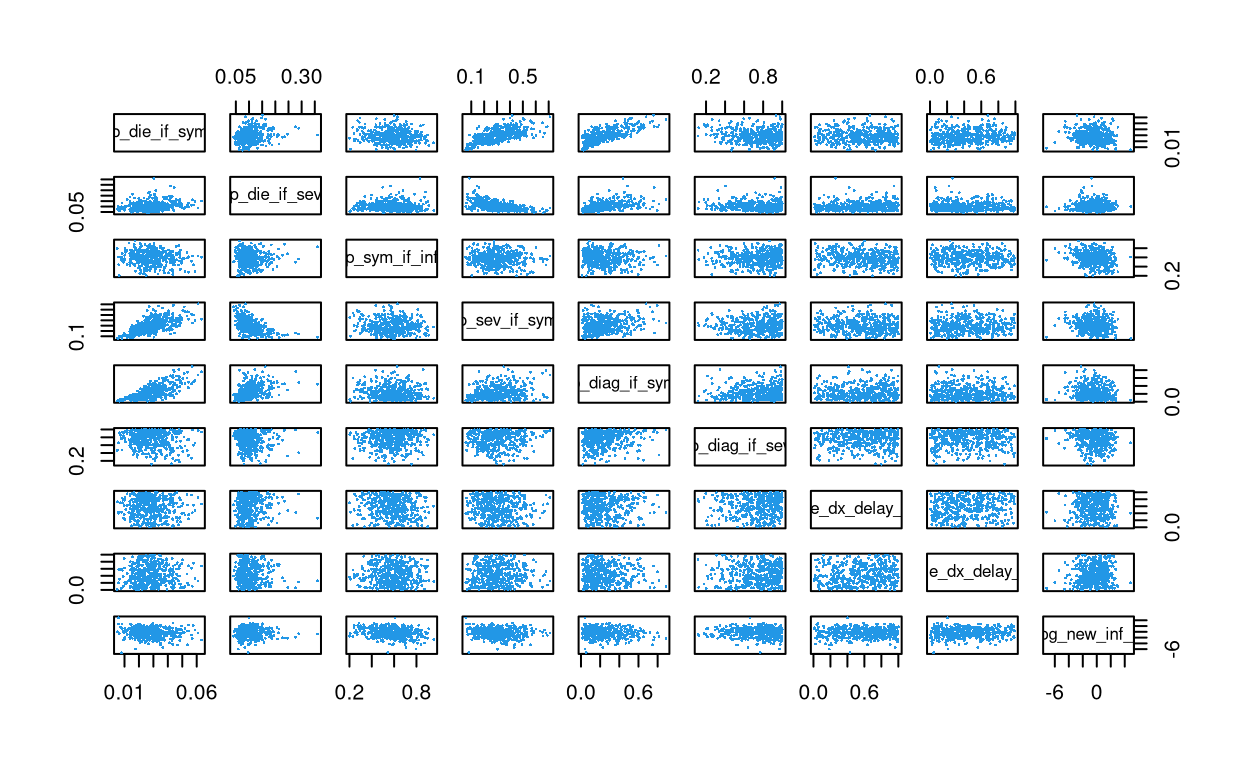 0.05 0.30 0.1 0.5 0.2 0.8 0.0 0.6
p_die_if_sym 0.01
0.05 p_die_if_sev
p_sym_if_inf 0.2
0.1 p_sev_if_sym
_diag_if_sym 0.0
0.2 p_diag_if_sev
e_dx_delay_ 0.0
0.0 e_dx_delay_
og_new_inf_ -6
0.01 0.06 0.2 0.8 0.0 0.6 0.0 0.6 -6 0